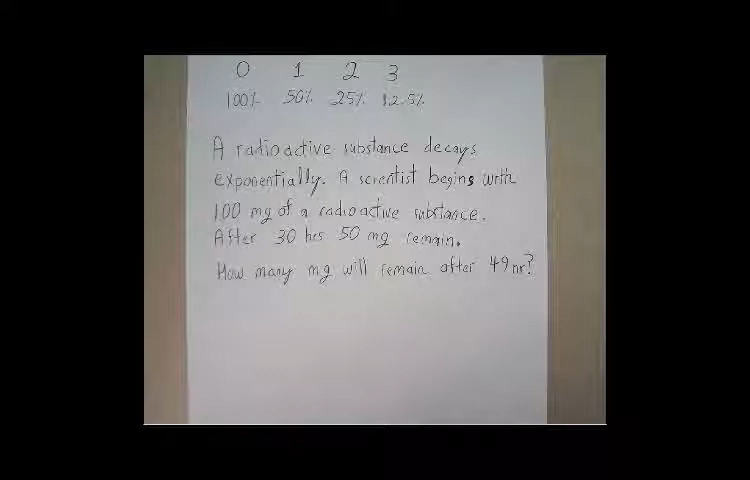 0 1 2 3
100% 50% 25% 12.5%
A radioactive substance decays
exponentially. A scientist begins with
100 mg of a radioactive substance.
After 30 hrs 50 mg remain.
How many mg will remain after 49 hr?